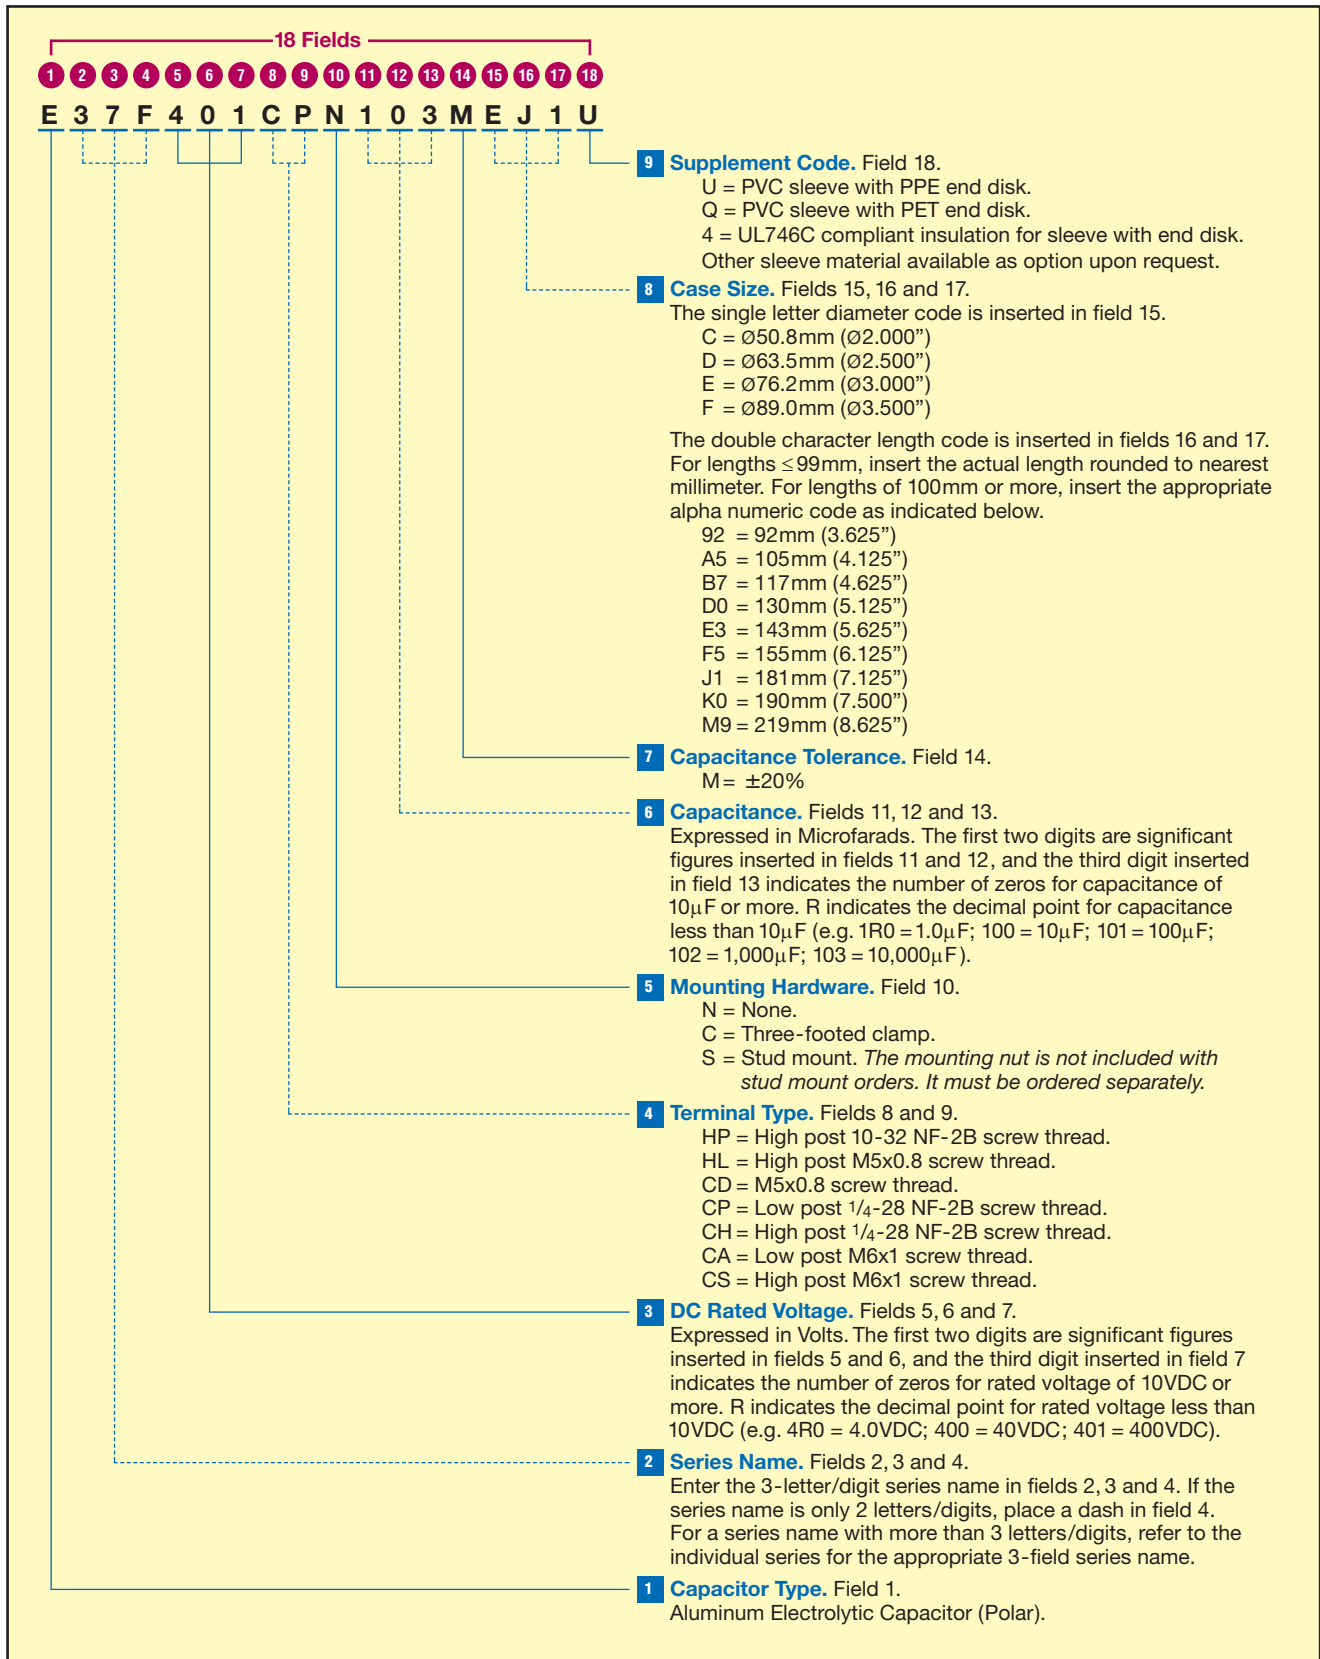 18 Fields
1 2 3 4 5 6 7 8 9 10 11 12 13 14 15 16 17 18
E 3 7 F 4 0 1 C P N 1 0 3 M E J 1 U
9 Supplement Code. Field 18.
U = PVC sleeve with PPE end disk.
Q = PVC sleeve with PET end disk.
4 = UL746C compliant insulation for sleeve with end disk.
Other sleeve material available as option upon request.
8 Case Size. Fields 15, 16 and 17.
The single letter diameter code is inserted in field 15.
C = Ø50.8mm (Ø2.000”)
D = Ø63.5mm (Ø2.500”)
E = Ø76.2mm (Ø3.000”)
F = Ø89.0mm (Ø3.500”)
The double character length code is inserted in fields 16 and 17.
For lengths ≤99mm, insert the actual length rounded to nearest
millimeter. For lengths of 100mm or more, insert the appropriate
alpha numeric code as indicated below.
92 = 92mm (3.625”)
A5 = 105mm (4.125”)
B7 = 117mm (4.625”)
D0 = 130mm (5.125”)
E3 = 143mm (5.625”)
F5 = 155mm (6.125”)
J1 = 181mm (7.125”)
K0 = 190mm (7.500”)
M9 = 219mm (8.625”)
7 Capacitance Tolerance. Field 14.
M = ±20%
6 Capacitance. Fields 11, 12 and 13.
Expressed in Microfarads. The first two digits are significant
figures inserted in fields 11 and 12, and the third digit inserted
in field 13 indicates the number of zeros for capacitance of
10µF or more. R indicates the decimal point for capacitance
less than 10µF (e.g. 1R0 = 1.0µF; 100 = 10µF; 101 = 100µF;
102 = 1,000µF; 103 = 10,000µF).
5 Mounting Hardware. Field 10.
N = None.
C = Three-footed clamp.
S = Stud mount. The mounting nut is not included with
stud mount orders. It must be ordered separately.
4 Terminal Type. Fields 8 and 9.
HP = High post 10-32 NF-2B screw thread.
HL = High post M5x0.8 screw thread.
CD = M5x0.8 screw thread.
CP = Low post 1/4-28 NF-2B screw thread.
CH = High post 1/4-28 NF-2B screw thread.
CA = Low post M6x1 screw thread.
CS = High post M6x1 screw thread.
3 DC Rated Voltage. Fields 5, 6 and 7.
Expressed in Volts. The first two digits are significant figures
inserted in fields 5 and 6, and the third digit inserted in field 7
indicates the number of zeros for rated voltage of 10VDC or
more. R indicates the decimal point for rated voltage less than
10VDC (e.g. 4R0 = 4.0VDC; 400 = 40VDC; 401 = 400VDC).
2 Series Name. Fields 2, 3 and 4.
Enter the 3-letter/digit series name in fields 2, 3 and 4. If the
series name is only 2 letters/digits, place a dash in field 4.
For a series name with more than 3 letters/digits, refer to the
individual series for the appropriate 3-field series name.
1 Capacitor Type. Field 1.
Aluminum Electrolytic Capacitor (Polar).